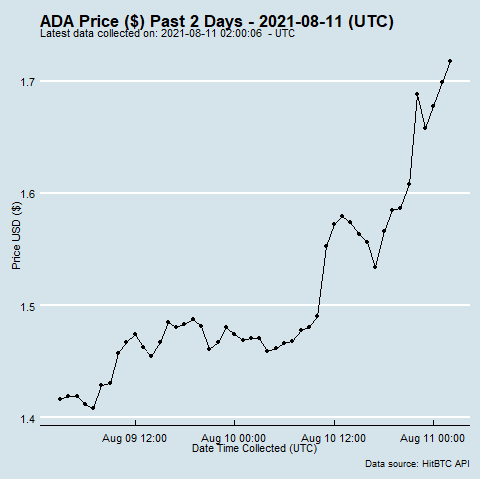 ADA Price ($) Past 2 Days - 2021-08-11 (UTC)
Latest data collected on: 2021-08-11 02:00:06 - UTC
1.7
1.6
1.5
1.4
Price USD ($)
Aug 09 12:00 Aug 10 00:00 Aug 10 12:00 Aug 11 00:00
Date Time Collected (UTC)
Data source: HitBTC API